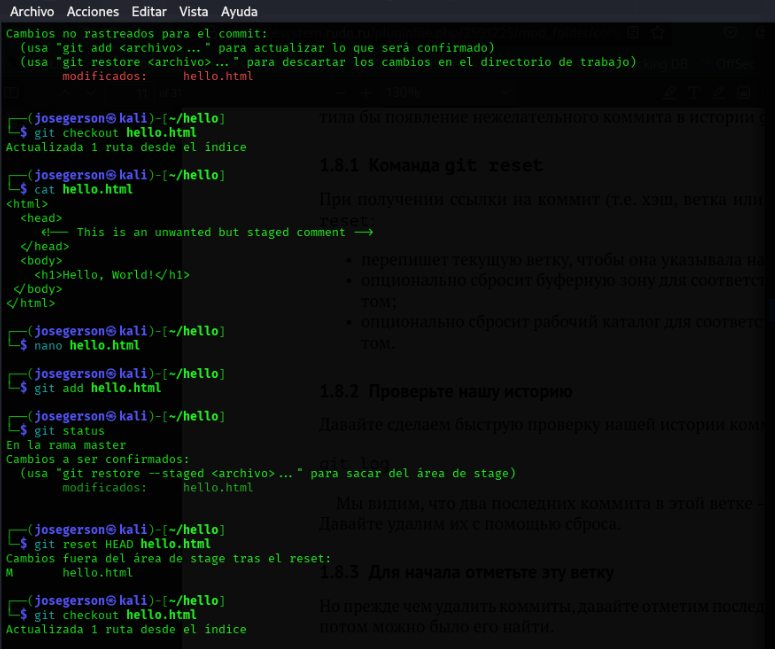 Archivo Acciones Editar Vista Ayuda
Cambios no rastreados para el commit:
(usa "git add <archivo>..." para actualizar lo que será confirmado)
(usa "git restore <archivo>..." para descartar los cambios en el directorio de trabajo)
modificados: hello.html
130%
тила бы появление нежелательного коммита в истории
┌──(josegerson㉿kali)-[~/hello]
└─$ git checkout hello.html
Actualizada 1 ruta desde el índice
1.8.1 Команда git reset
┌──(josegerson㉿kali)-[~/hello]
└─$ cat hello.html
<html>
<head>
<!-- This is an unwanted but staged comment -->
</head>
<body>
<h1>Hello, World!</h1>
</body>
</html>
При получении ссылки на коммит (т.е. хэш, ветка или
reset:
• перепишет текущую ветку, чтобы она указывала на
• опционально сбросит буферную зону для соответст
том;
• опционально сбросит рабочий каталог для соответс
том.
┌──(josegerson㉿kali)-[~/hello]
└─$ nano hello.html
┌──(josegerson㉿kali)-[~/hello]
└─$ git add hello.html
1.8.2 Проверьте нашу историю
Давайте сделаем быструю проверку нашей истории ком
git log
┌──(josegerson㉿kali)-[~/hello]
└─$ git status
En la rama master
Cambios a ser confirmados:
(usa "git restore --staged <archivo>..." para sacar del área de stage)
modificados: hello.html
Мы видим, что два последних коммита в этой ветке -
Давайте удалим их с помощью сброса.
┌──(josegerson㉿kali)-[~/hello]
└─$ git reset HEAD hello.html
Cambios fuera del área de stage tras el reset:
M hello.html
1.8.3 Для начала отметьте эту ветку
Но прежде чем удалить коммиты, давайте отметим послед
потом можно было его найти.
┌──(josegerson㉿kali)-[~/hello]
└─$ git checkout hello.html
Actualizada 1 ruta desde el índice